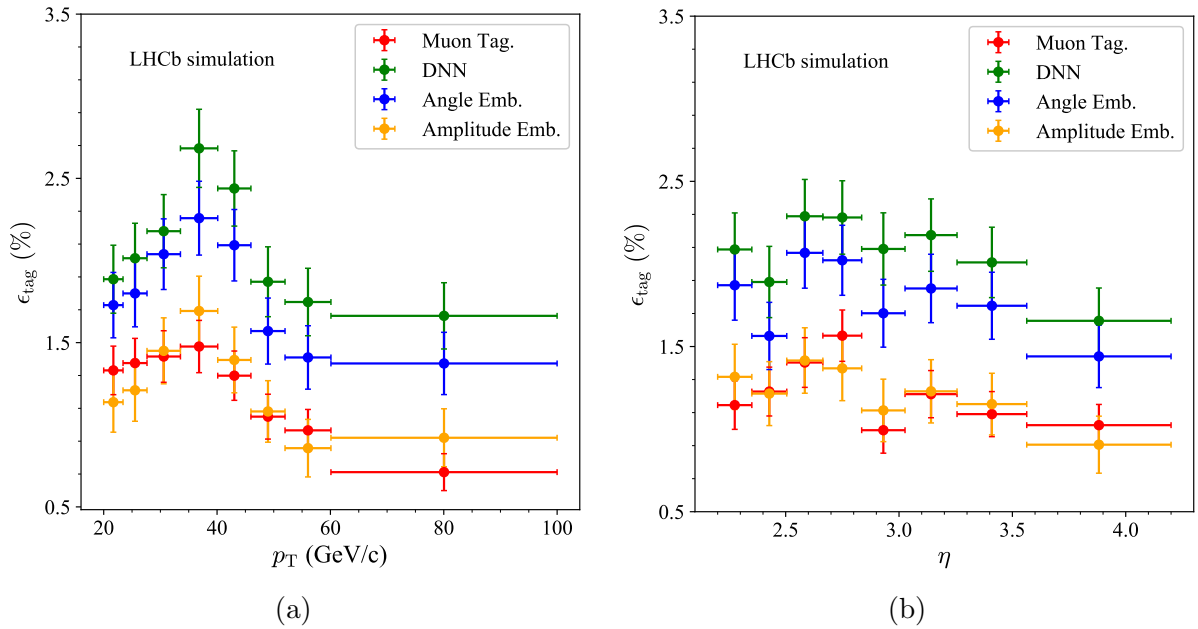 3.5
2.5
1.5
0.5
ϵtag (%)
LHCb simulation
Muon Tag.
DNN
Angle Emb.
Amplitude Emb.
20 40 60 80 100
pT (GeV/c)
(a)
3.5
2.5
1.5
0.5
ϵtag (%)
LHCb simulation
Muon Tag.
DNN
Angle Emb.
Amplitude Emb.
2.5 3.0 3.5 4.0
η
(b)